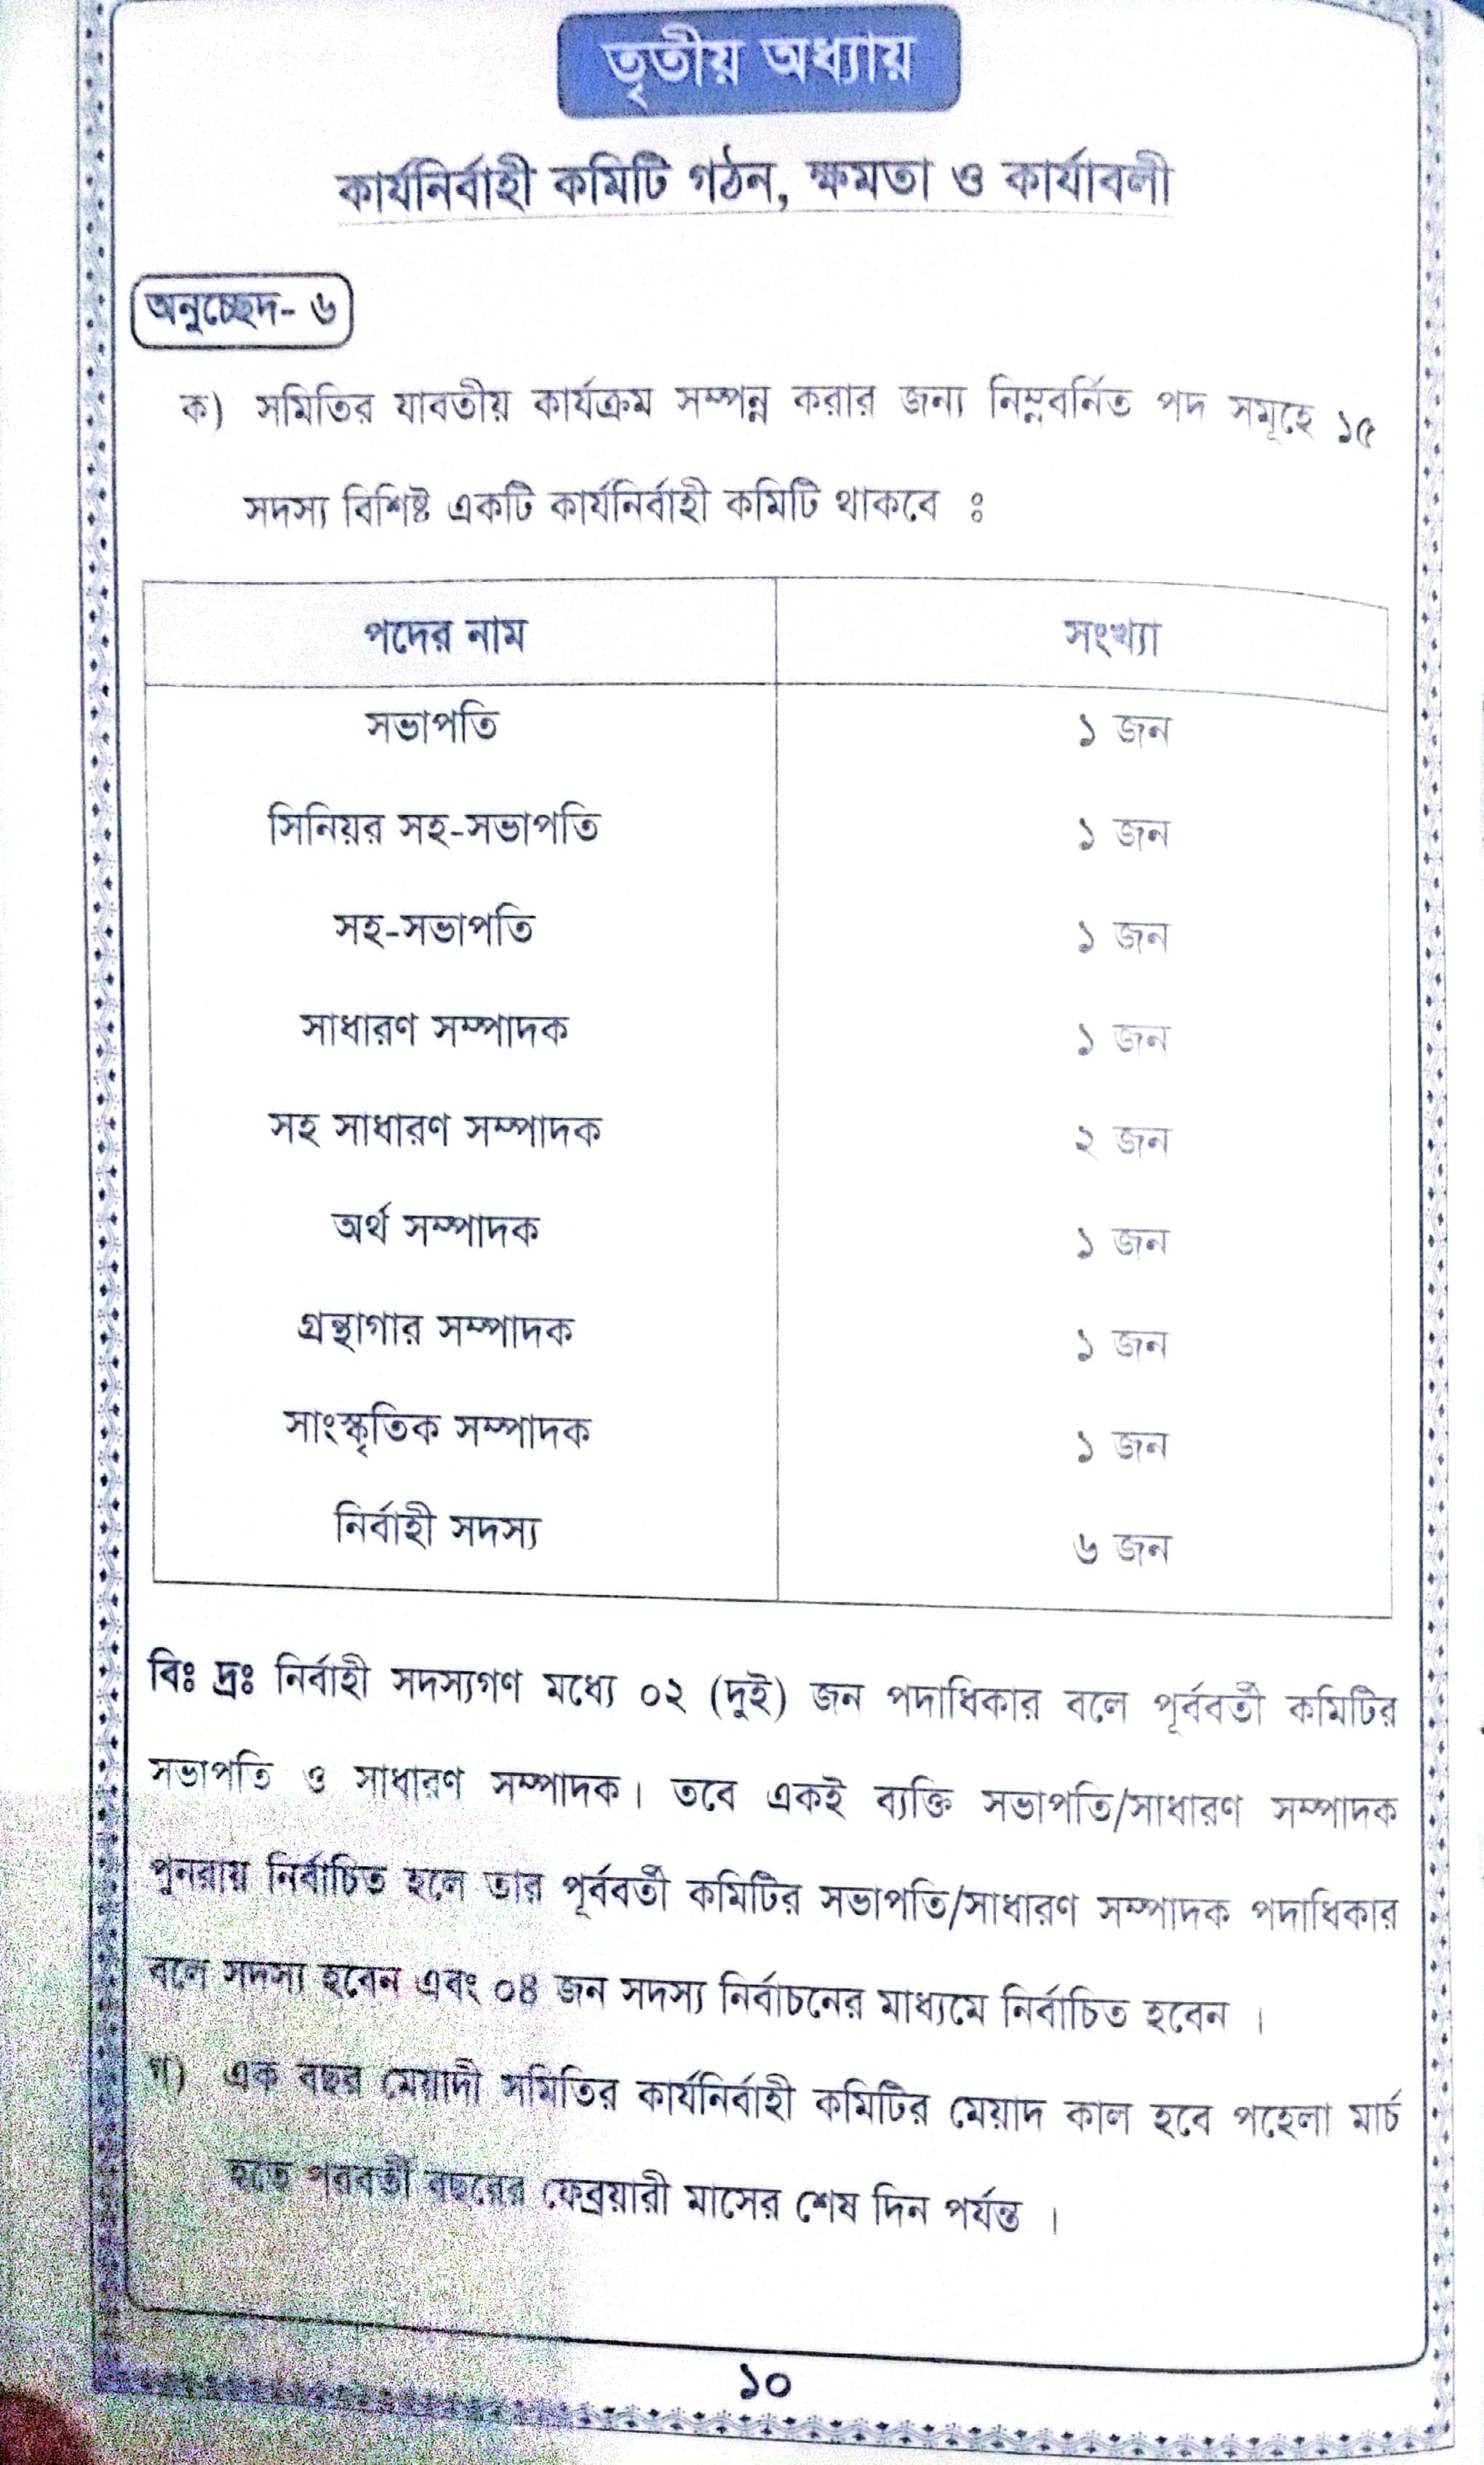 তৃতীয় অধ্যায়
কার্যনির্বাহী কমিটি গঠন, ক্ষমতা ও কার্যাবলী
অনুচ্ছেদ- ৬
ক) সমিতির যাবতীয় কার্যক্রম সম্পন্ন করার জন্য নিম্নবর্নিত পদ সমূহে ১৫
সদস্য বিশিষ্ট একটি কার্যনির্বাহী কমিটি থাকবে ঃ
পদের নাম সংখ্যা
সভাপতি ১ জন
সিনিয়র সহ-সভাপতি ১ জন
সহ-সভাপতি ১ জন
সাধারণ সম্পাদক ১ জন
সহ সাধারণ সম্পাদক ২ জন
অর্থ সম্পাদক ১ জন
গ্রন্থাগার সম্পাদক ১ জন
সাংস্কৃতিক সম্পাদক ১ জন
নির্বাহী সদস্য ৬ জন
বিঃ দ্রঃ নির্বাহী সদস্যগণ মধ্যে ০২ (দুই) জন পদাধিকার বলে পূর্ববর্তী কমিটির
সভাপতি ও সাধারণ সম্পাদক। তবে একই ব্যক্তি সভাপতি/সাধারণ সম্পাদক
পুনরায় নির্বাচিত হলে তার পূর্ববর্তী কমিটির সভাপতি/সাধারণ সম্পাদক পদাধিকার
বলে সদস্য হবেন এবং ০৪ জন সদস্য নির্বাচনের মাধ্যমে নির্বাচিত হবেন ।
গ) এক বছর মেয়াদী সমিতির কার্যনির্বাহী কমিটির মেয়াদ কাল হবে পহেলা মার্চ
হতে পরবর্তী বছরের ফেব্রুয়ারী মাসের শেষ দিন পর্যন্ত ।
১০